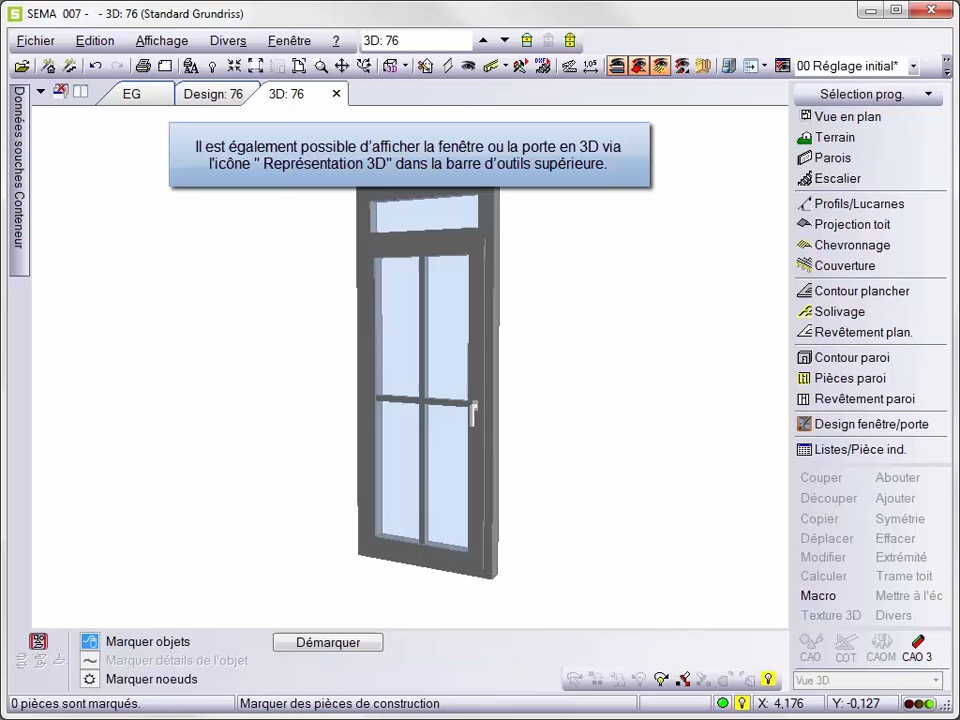 SEMA 007 - - 3D: 76 (Standard Grundriss)
Fichier Edition Affichage Divers Fenêtre ? 3D: 76
DXF 1,05 3D 00 Réglage initial*
EG Design: 76 3D: 76
Sélection prog.
Données souches Conteneur
Il est également possible d'afficher la fenêtre ou la porte en 3D via
l'icône " Représentation 3D" dans la barre d'outils supérieure.
Vue en plan
Terrain
Parois
Escalier
Profils/Lucarnes
Projection toit
Chevronnage
Couverture
Contour plancher
Solivage
Revêtement plan.
Contour paroi
Pièces paroi
Revêtement paroi
Design fenêtre/porte
Listes/Pièce ind.
Couper Abouter
Découper Ajouter
Copier Symétrie
Déplacer Effacer
Modifier Extrémité
Calculer Trame toit
Macro Mettre à l'éc
Texture 3D Divers
CAO COT CAOM CAO 3
Vue 3D
Marquer objets Démarquer
Marquer détails de l'objet
Marquer noeuds
0 pièces sont marqués. Marquer des pièces de construction X: 4,176 Y: -0,127